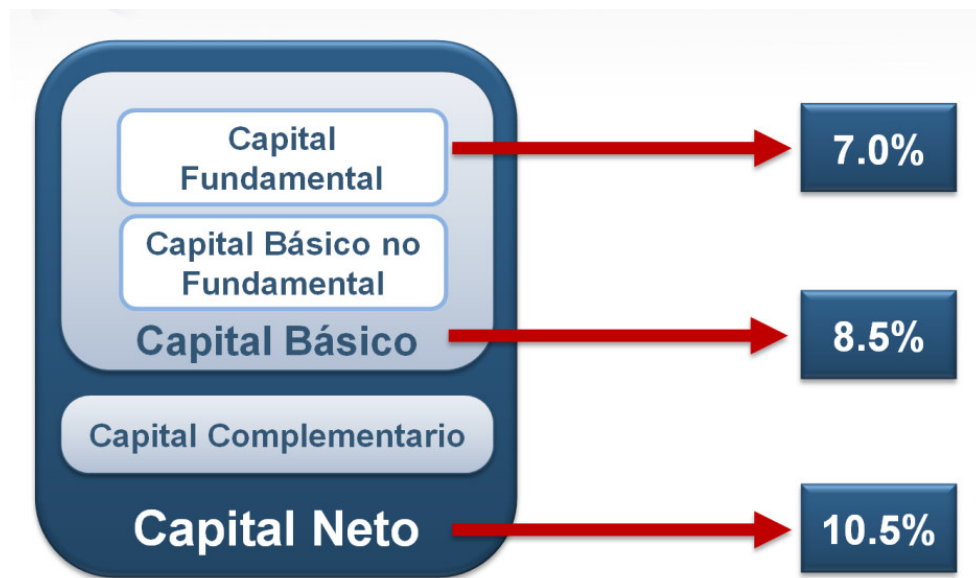 Capital
Fundamental
7.0%
Capital Básico no
Fundamental
Capital Básico
8.5%
Capital Complementario
Capital Neto
10.5%